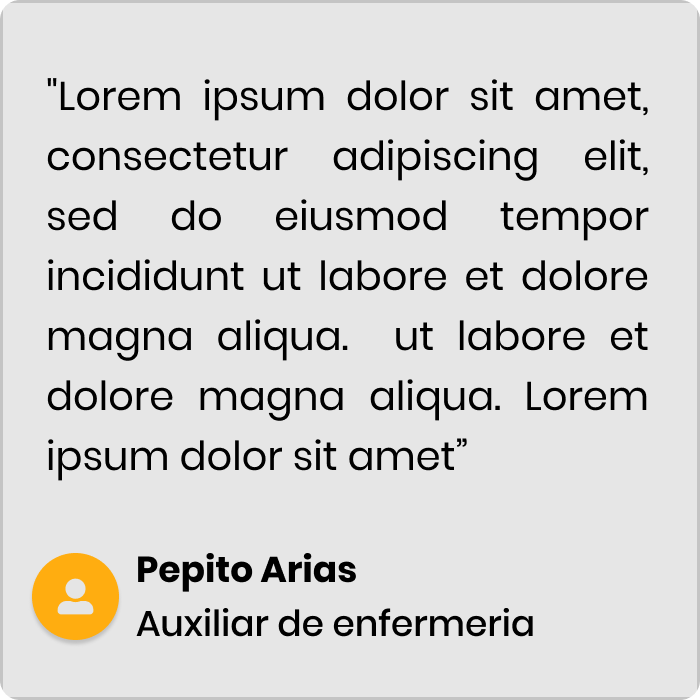 "Lorem ipsum dolor sit amet,
consectetur adipiscing elit,
sed do eiusmod tempor
incididunt ut labore et dolore
magna aliqua.  ut labore et
dolore magna aliqua. Lorem
ipsum dolor sit amet”
Pepito Arias
Auxiliar de enfermeria